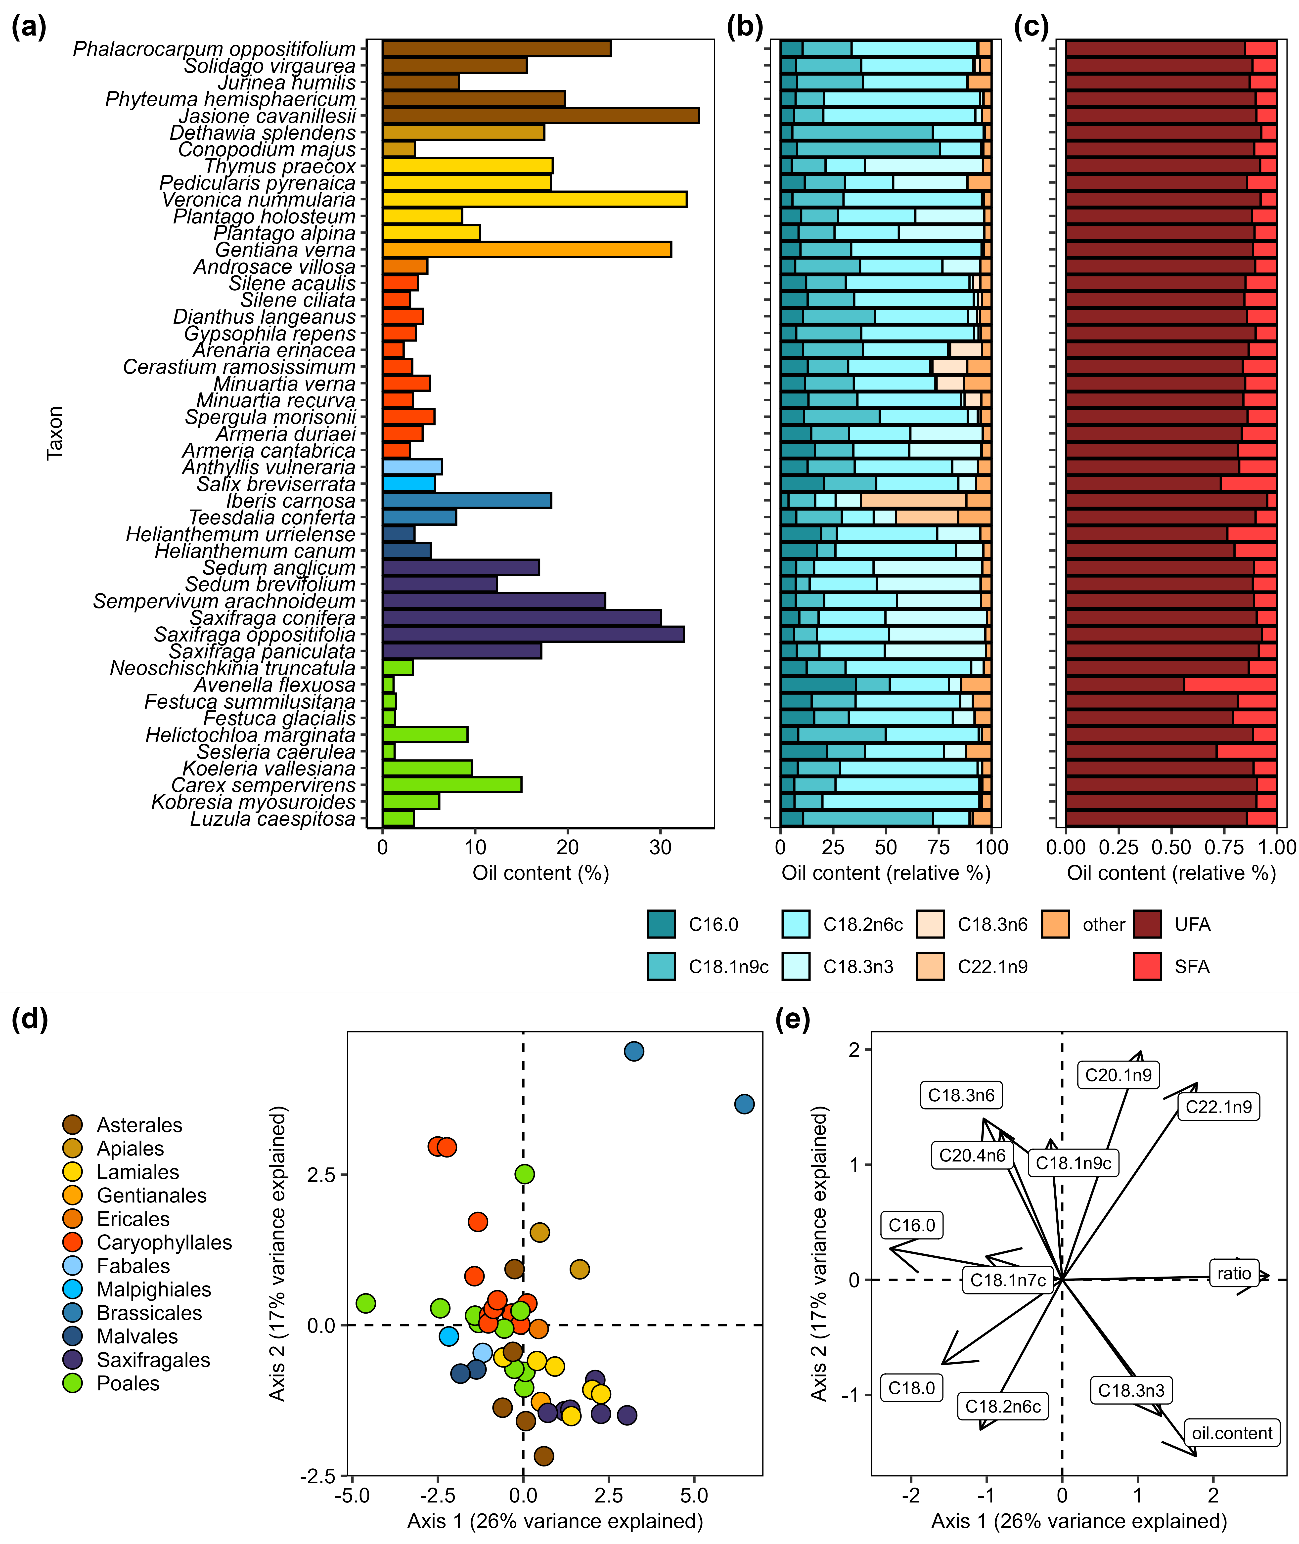 (a)
(b)
(c)
Taxon
Phalacrocarpum oppositifolium
Solidago virgaurea
Jurinea humilis
Phyteuma hemisphaericum
Jasione cavanillesii
Dethawia splendens
Conopodium majus
Thymus praecox
Pedicularis pyrenaica
Veronica nummularia
Plantago holosteum
Plantago alpina
Gentiana verna
Androsace villosa
Silene acaulis
Silene ciliata
Dianthus langeanus
Gypsophila repens
Arenaria erinacea
Cerastium ramosissimum
Minuartia verna
Minuartia recurva
Spergula morisonii
Armeria duriaei
Armeria cantabrica
Anthyllis vulneraria
Salix breviserrata
Iberis carnosa
Teesdalia conferta
Helianthemum urrielense
Helianthemum canum
Sedum anglicum
Sedum brevifolium
Sempervivum arachnoideum
Saxifraga conifera
Saxifraga oppositifolia
Saxifraga paniculata
Neoschischkinia truncatula
Avenella flexuosa
Festuca summilusitana
Festuca glacialis
Helictochloa marginata
Sesleria caerulea
Koeleria vallesiana
Carex sempervirens
Kobresia myosuroides
Luzula caespitosa
0 10 20 30
Oil content (%)
0 25 50 75 100
Oil content (relative %)
0.00 0.25 0.50 0.75 1.00
Oil content (relative %)
C16.0 C18.2n6c C18.3n6 other UFA
C18.1n9c C18.3n3 C22.1n9 SFA
(d)
Asterales
Apiales
Lamiales
Gentianales
Ericales
Caryophyllales
Fabales
Malpighiales
Brassicales
Malvales
Saxifragales
Poales
Axis 2 (17% variance explained)
2.5
0.0
-2.5
-5.0 -2.5 0.0 2.5 5.0
Axis 1 (26% variance explained)
(e)
Axis 2 (17% variance explained)
2
1
0
-1
C20.1n9
C18.3n6
C22.1n9
C20.4n6
C18.1n9c
C16.0
ratio
C18.1n7c
C18.0
C18.3n3
C18.2n6c
oil.content
-2 -1 0 1 2
Axis 1 (26% variance explained)